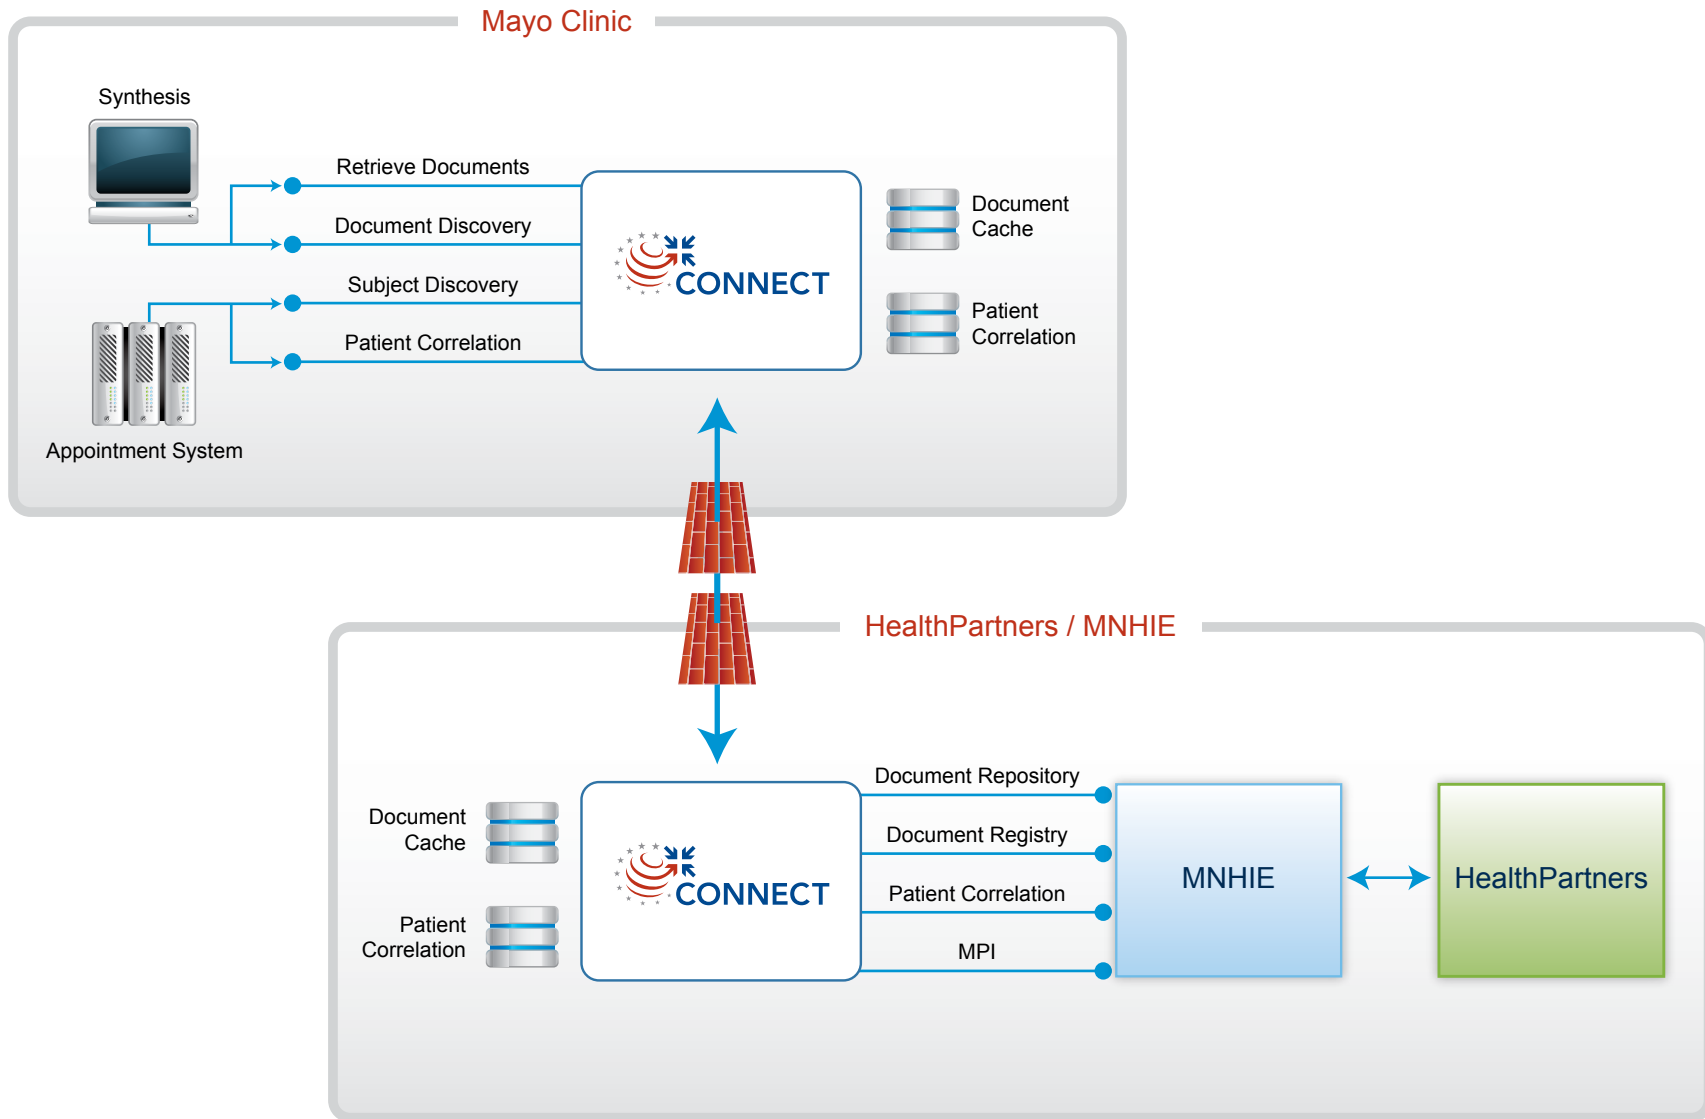 Mayo Clinic
Synthesis
Retrieve Documents
Document Discovery
Subject Discovery
Patient Correlation
Appointment System
CONNECT
Document
Cache
Patient
Correlation
HealthPartners / MNHIE
Document
Cache
Patient
Correlation
CONNECT
Document Repository
Document Registry
Patient Correlation
MPI
MNHIE
HealthPartners